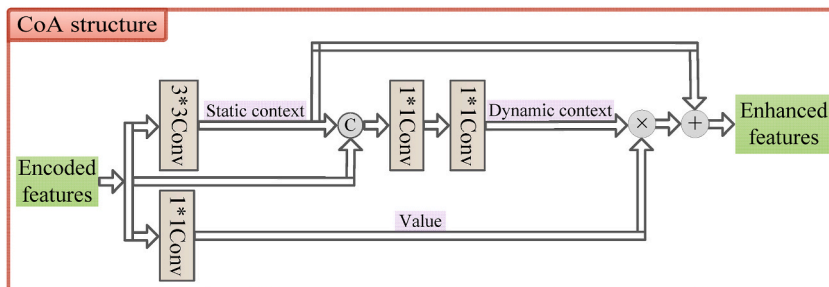 CoA structure
Encoded
features
3*3Conv
1*1Conv
Static context
C
1*1Conv
1*1Conv
Dynamic context
Value
×
+
Enhanced
features